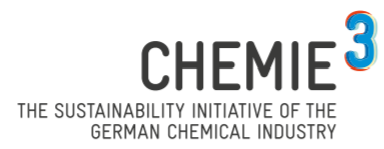 CHEMIE³
THE SUSTAINABILITY INITIATIVE OF THE
GERMAN CHEMICAL INDUSTRY